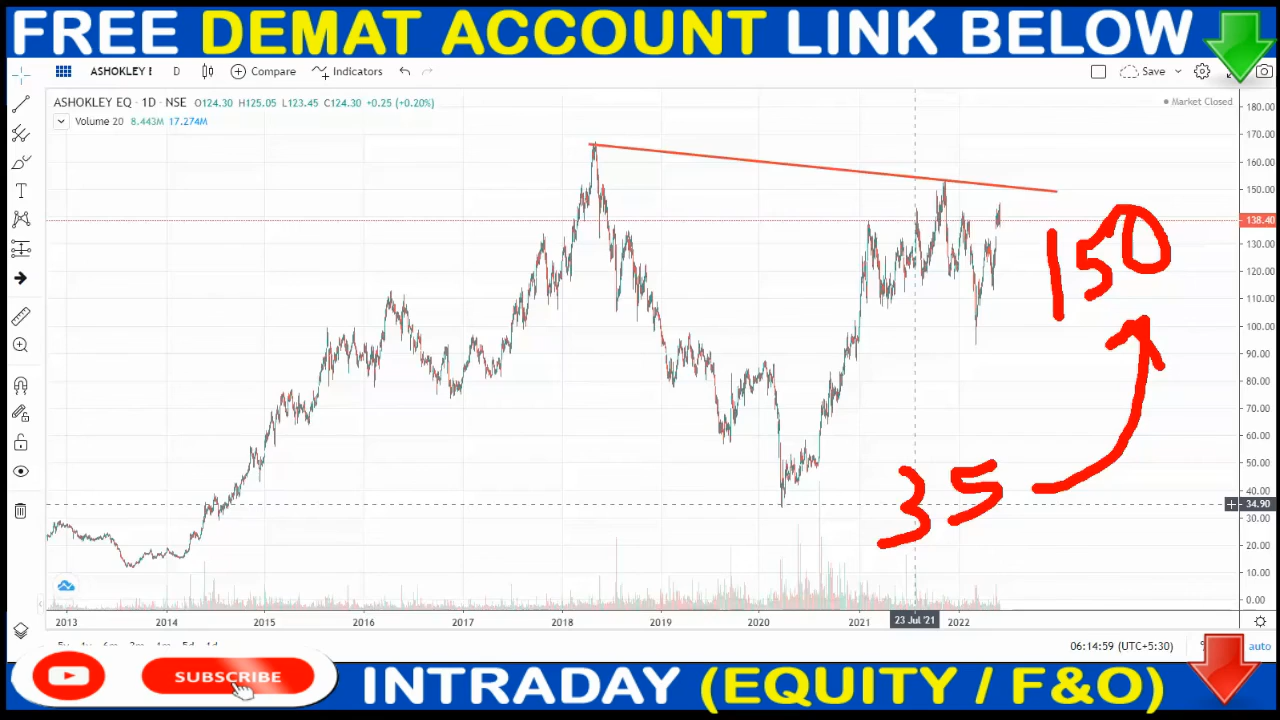 FREE DEMAT ACCOUNT LINK BELOW
ASHOKLEY E D Compare Indicators Save
ASHOKLEY EQ · 1D · NSE O124.30 H125.05 L123.45 C124.30 +0.25 (+0.20%)
Market Closed
Volume 20 8.443M 17.274M
180.00
170.00
160.00
150.00
138.40
130.00
120.00
110.00
100.00
90.00
80.00
70.00
60.00
50.00
40.00
34.90
30.00
20.00
10.00
0.00
150
35
2013 2014 2015 2016 2017 2018 2019 2020 2021 23 Jul '21 2022
06:14:59 (UTC+5:30) auto
SUBSCRIBE
INTRADAY (EQUITY / F&O)